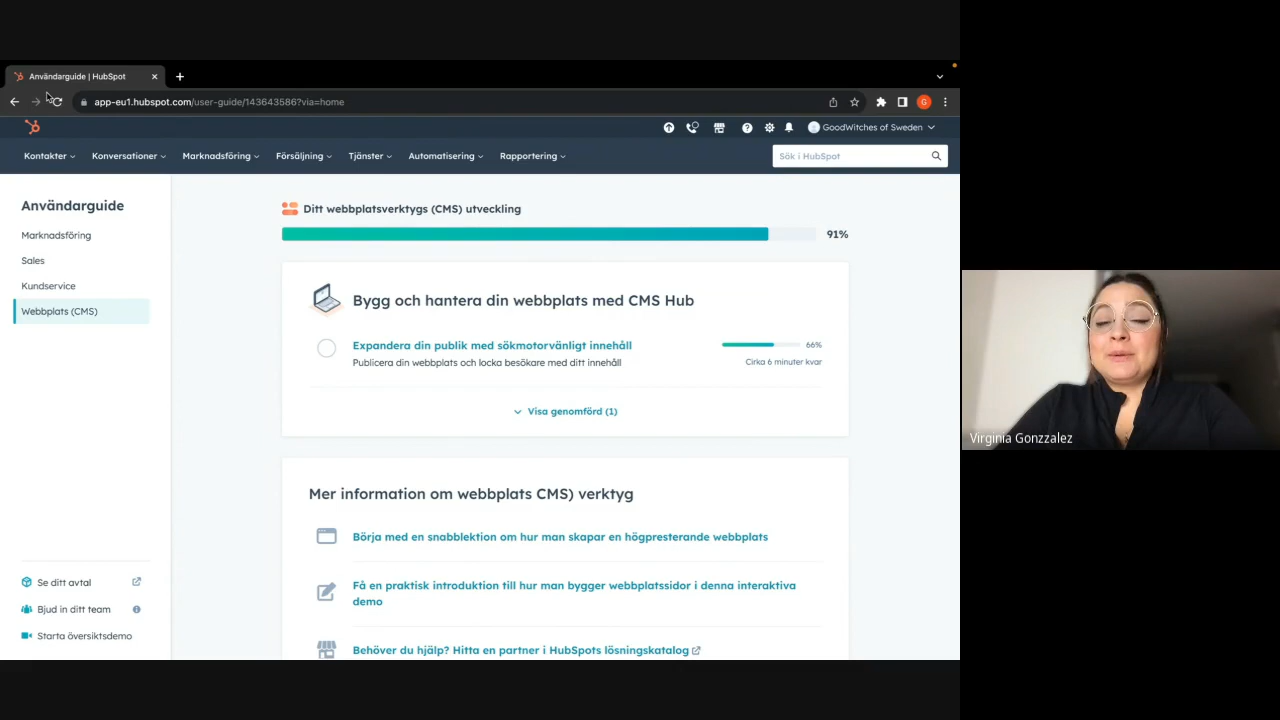 Användarguide | HubSpot
app-eu1.hubspot.com/user-guide/143643586?via=home
G
GoodWitches of Sweden
Kontakter
Konversationer
Marknadsföring
Försäljning
Tjänster
Automatisering
Rapportering
Sök i HubSpot
Användarguide
Marknadsföring
Sales
Kundservice
Webbplats (CMS)
Se ditt avtal
Bjud in ditt team
Starta översiktsdemo
Ditt webbplatsverktygs (CMS) utveckling
91%
Bygg och hantera din webbplats med CMS Hub
Expandera din publik med sökmotorvänligt innehåll
66%
Publicera din webbplats och locka besökare med ditt innehåll
Cirka 6 minuter kvar
Visa genomförd (1)
Mer information om webbplats CMS) verktyg
Börja med en snabblektion om hur man skapar en högpresterande webbplats
Få en praktisk introduktion till hur man bygger webbplatssidor i denna interaktiva
demo
Behöver du hjälp? Hitta en partner i HubSpots lösningskatalog
Virginia Gonzzalez